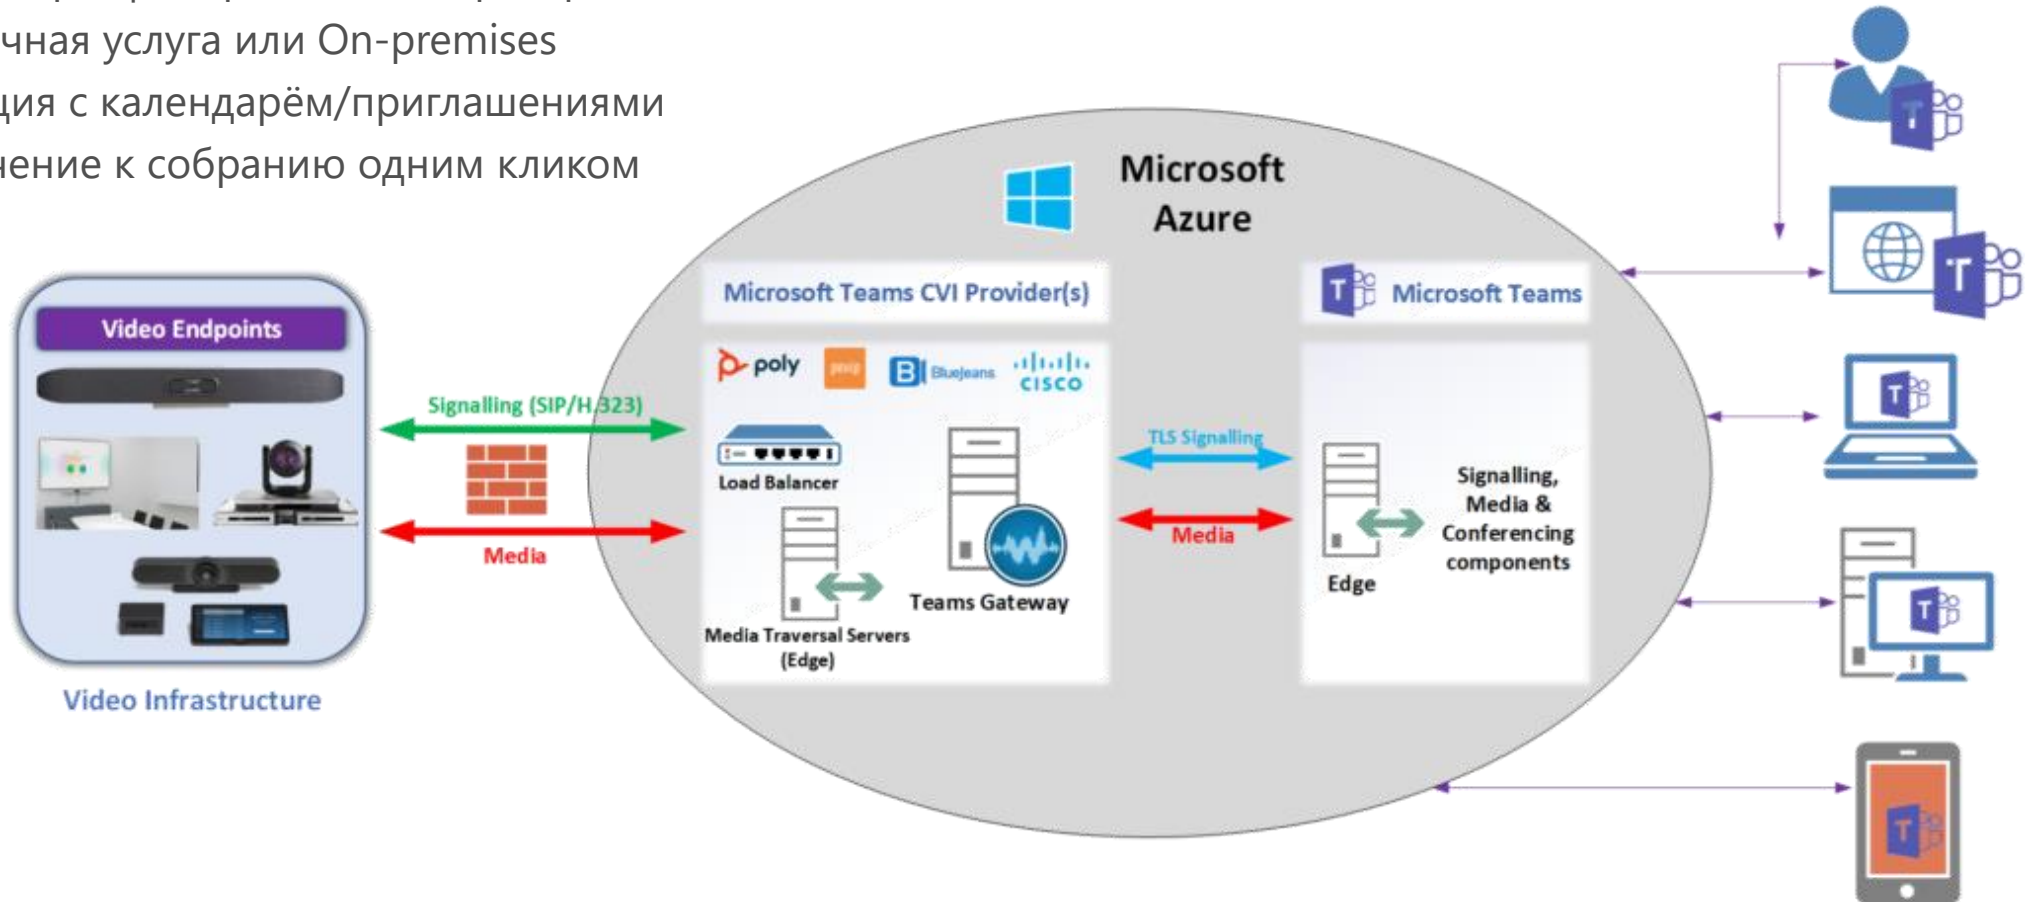 чная услуга или On-premises
ция с календарём/приглашениями
чение к собранию одним кликом
Microsoft
Azure
Video Endpoints
Microsoft Teams CVI Provider(s)
Microsoft Teams
poly
pexip
BlueJeans
CISCO
Signalling (SIP/H.323)
Load Balancer
TLS Signalling
Signalling,
Media &
Conferencing
components
Media
Media
Edge
Teams Gateway
Media Traversal Servers
(Edge)
Video Infrastructure